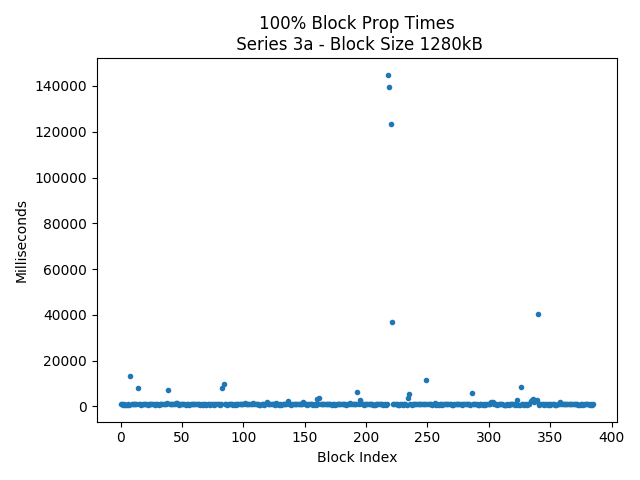 100% Block Prop Times
Series 3a - Block Size 1280kB
140000
120000
100000
80000
60000
40000
20000
0
Milliseconds
0 50 100 150 200 250 300 350 400
Block Index